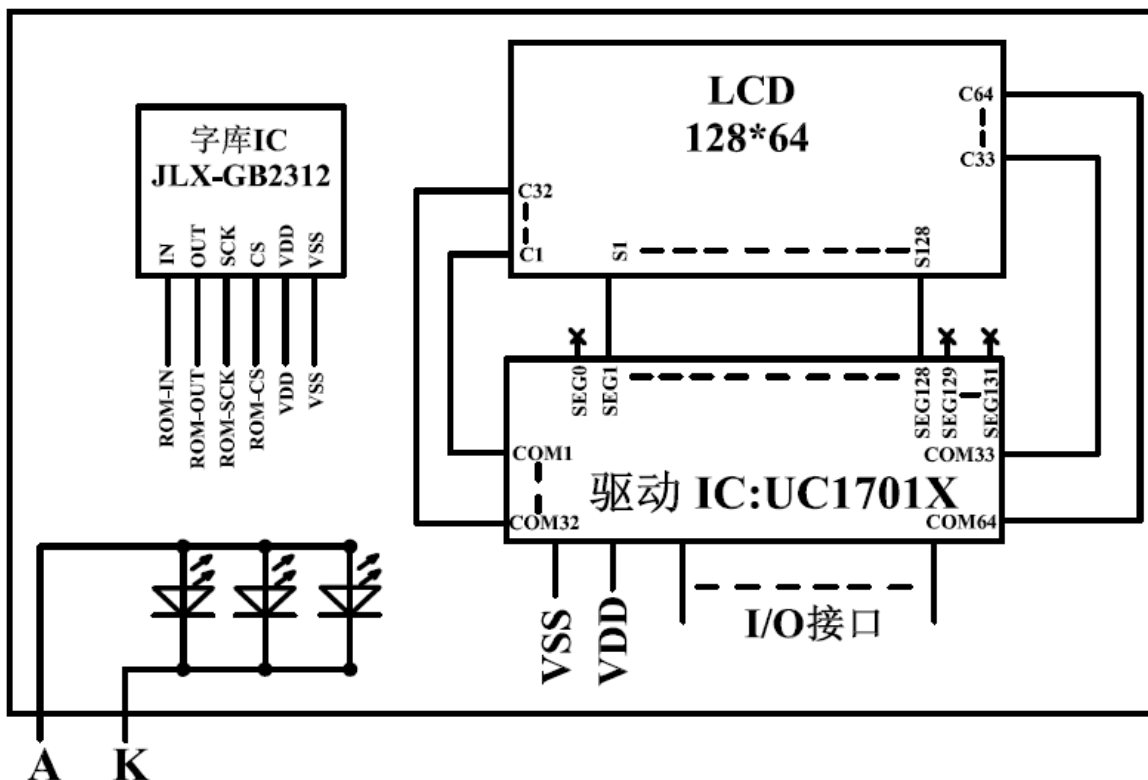 字库IC
JLX-GB2312
IN
OUT
SCK
CS
VDD
VSS
ROM-IN
ROM-OUT
ROM-SCK
ROM-CS
VDD
VSS
LCD
128*64
C64
C33
C32
C1
S1
S128
SEG0
SEG1
SEG128
SEG129
SEG131
COM1
COM32
COM33
COM64
驱动 IC:UC1701X
VSS
VDD
I/O接口
A
K